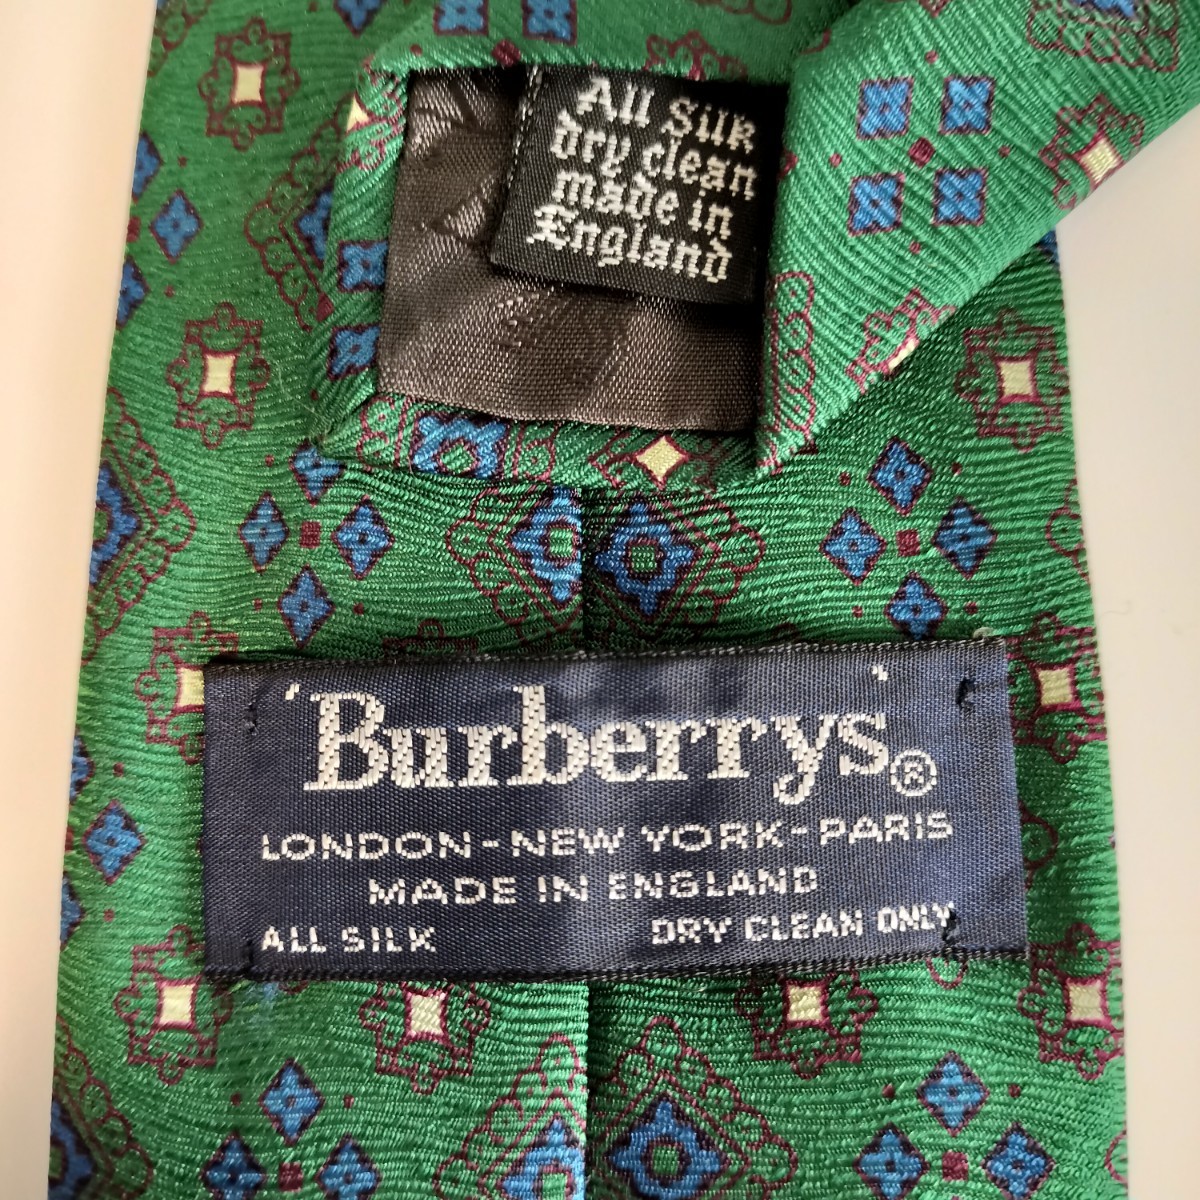 All Silk
dry clean
made in
England
'Burberrys'®
LONDON-NEW YORK-PARIS
MADE IN ENGLAND
ALL SILK DRY CLEAN ONLY